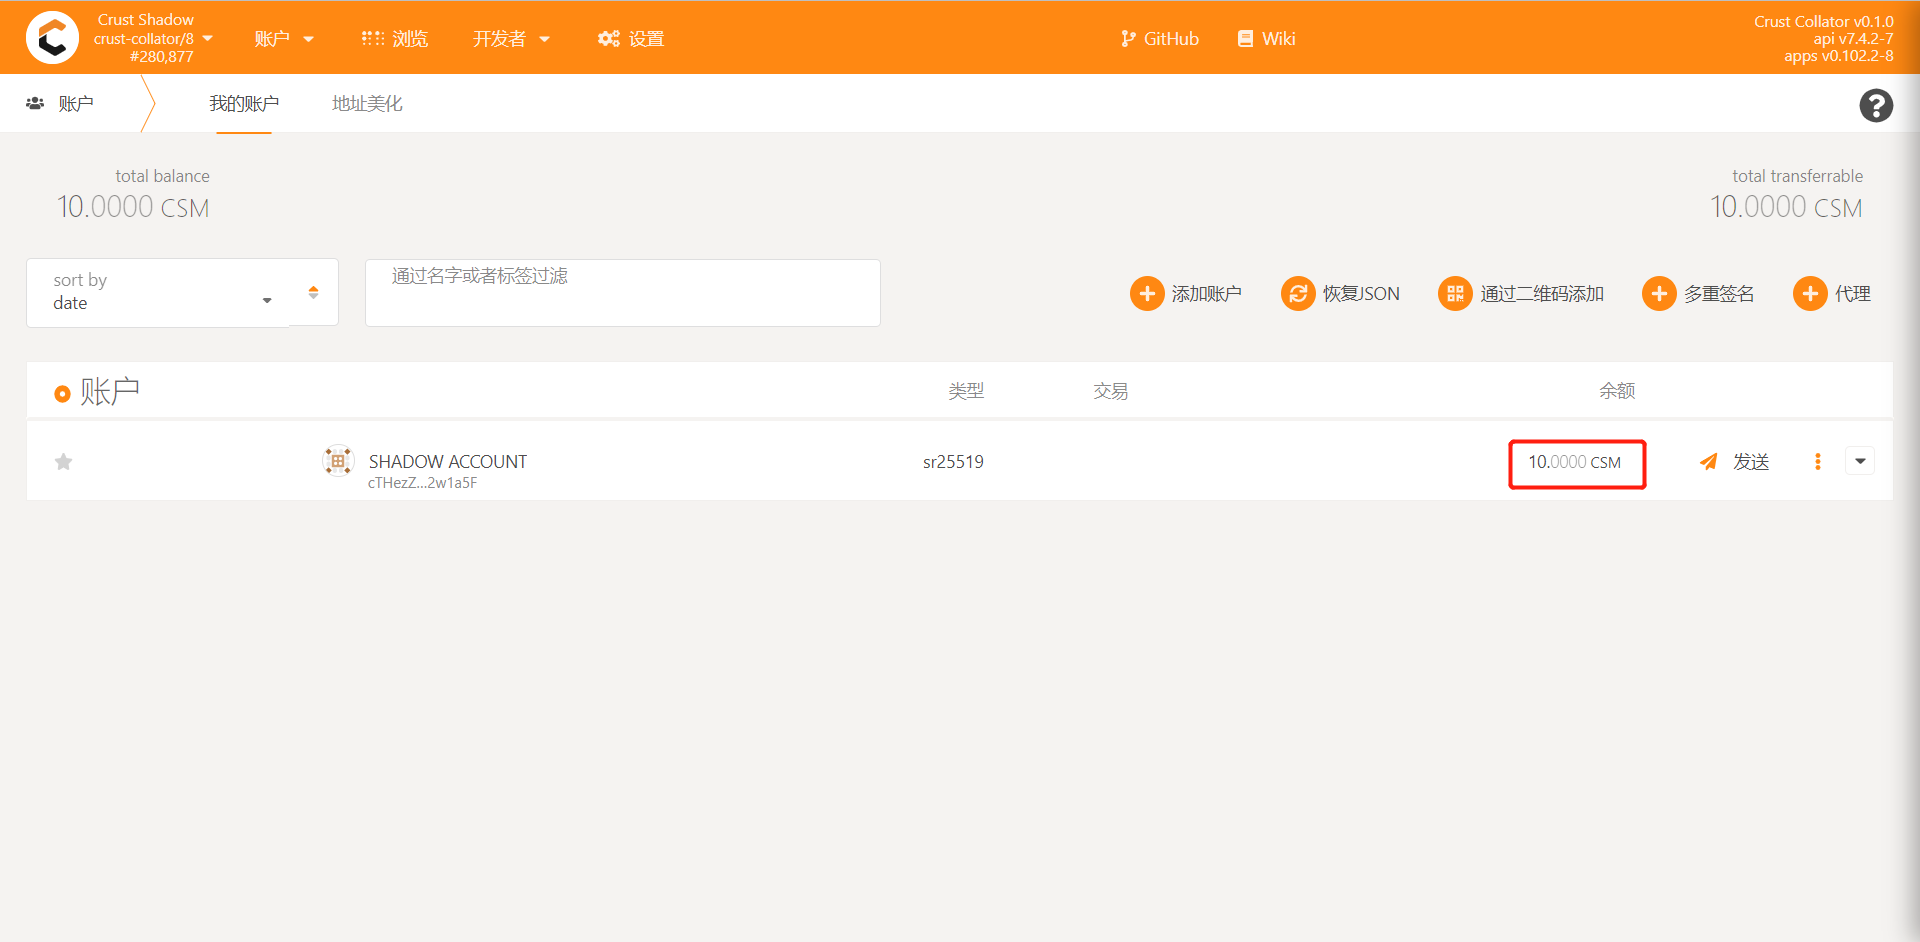 Crust Shadow
crust-collator/8
#280,877
账户
浏览
开发者
设置
GitHub
Wiki
Crust Collator v0.1.0
api v7.4.2-7
apps v0.102.2-8
账户
我的账户
地址美化
total balance
10.0000 CSM
total transferrable
10.0000 CSM
sort by
date
通过名字或者标签过滤
添加账户
恢复JSON
通过二维码添加
多重签名
代理
账户
类型
交易
余额
SHADOW ACCOUNT
cTHezZ...2w1a5F
sr25519
10.0000 CSM
发送